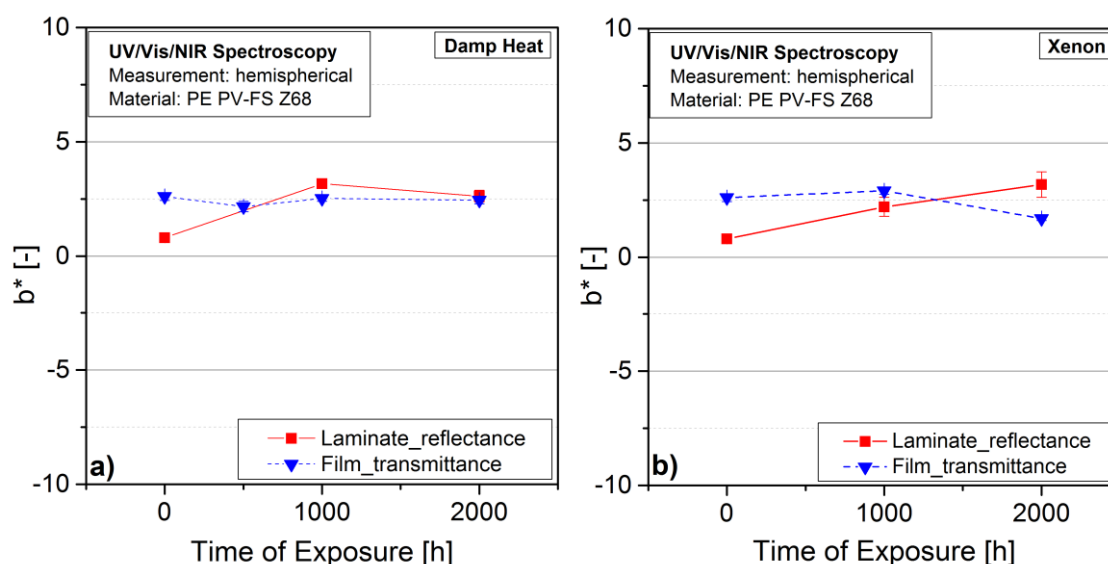 10
5
0
-5
-10
b* [-]
UV/Vis/NIR Spectroscopy
Measurement: hemispherical
Material: PE PV-FS Z68
Damp Heat
Laminate_reflectance
Film_transmittance
a)
0
1000
2000
Time of Exposure [h]
10
5
0
-5
-10
b* [-]
UV/Vis/NIR Spectroscopy
Measurement: hemispherical
Material: PE PV-FS Z68
Xenon
Laminate_reflectance
Film_transmittance
b)
0
1000
2000
Time of Exposure [h]